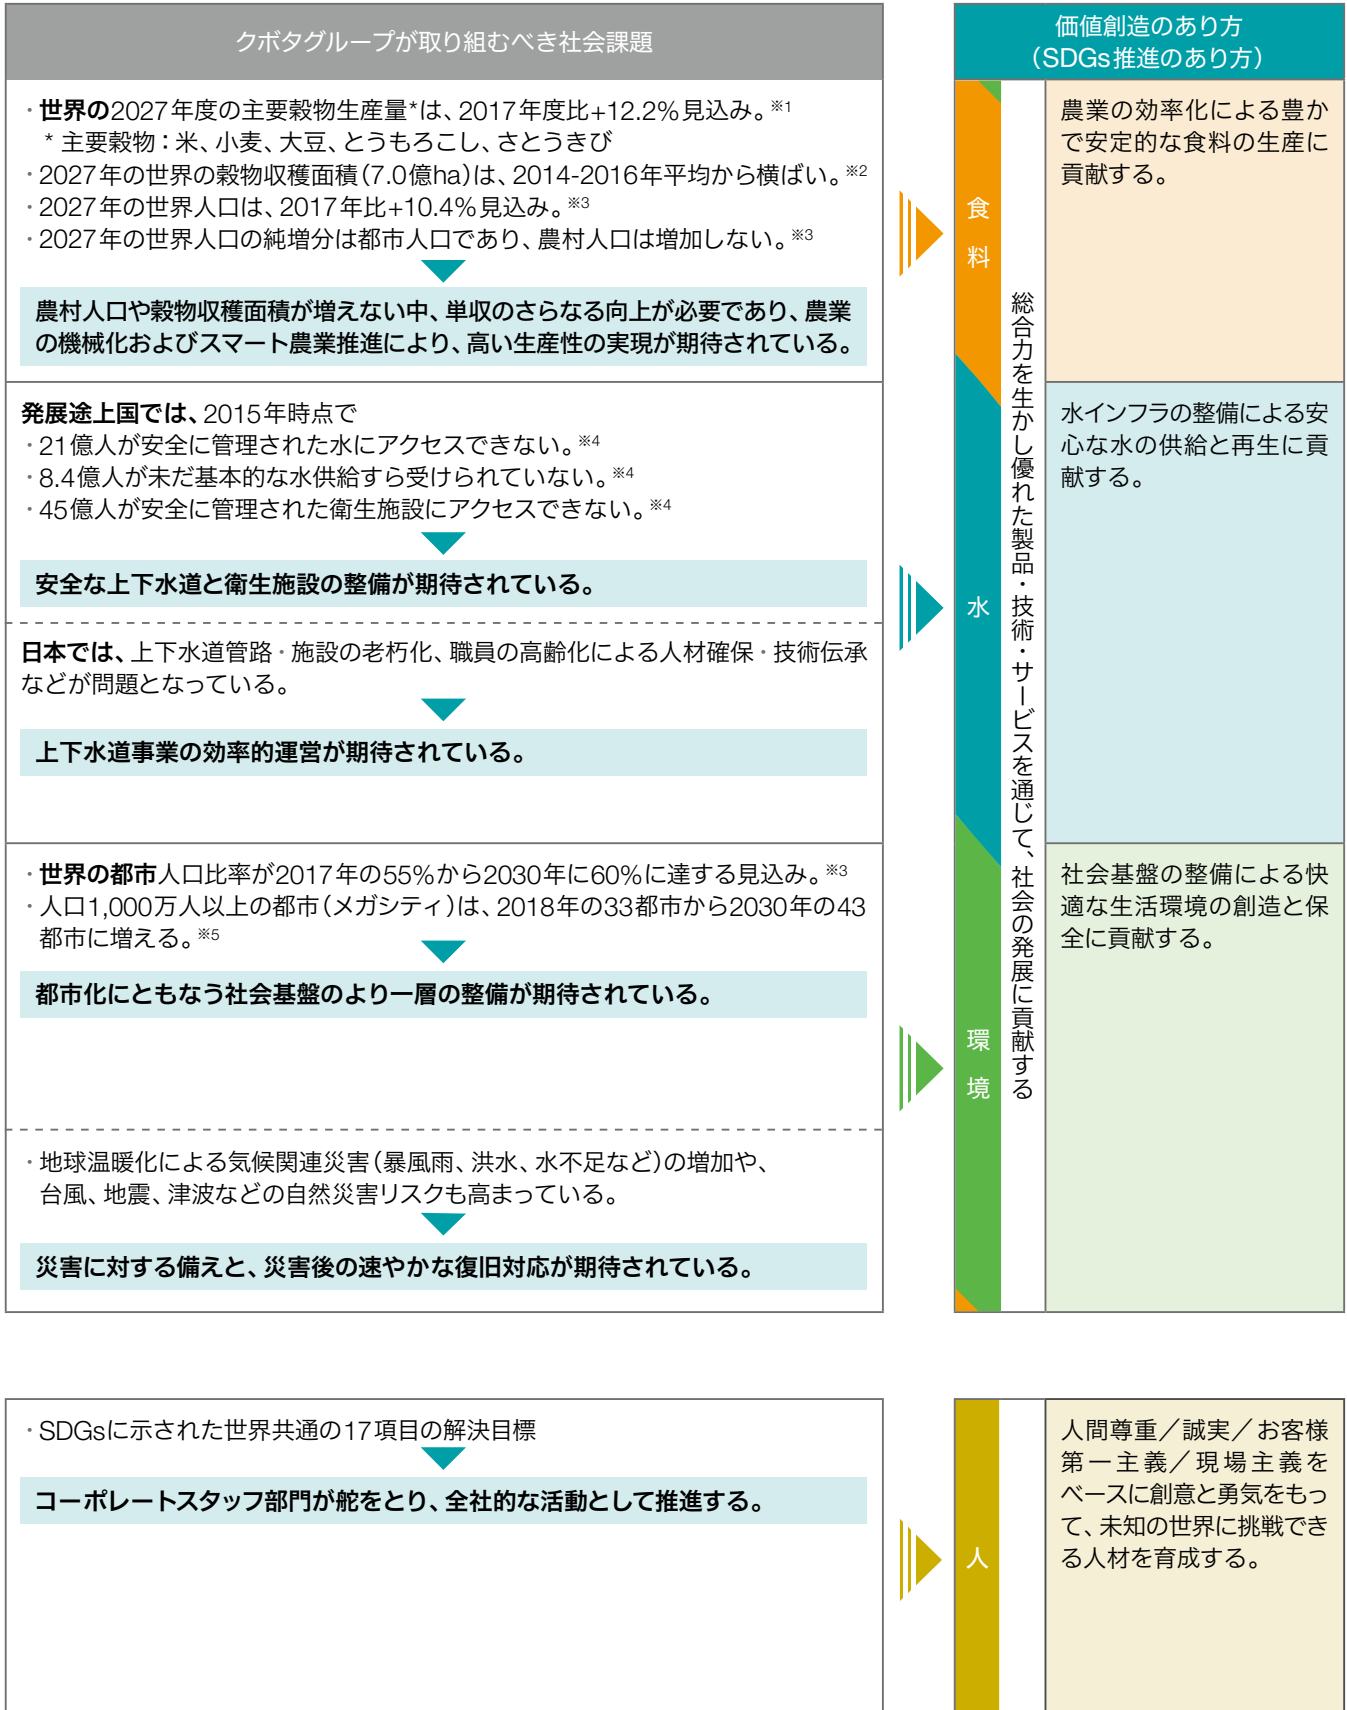 クボタグループが取り組むべき社会課題
・世界の2027年度の主要穀物生産量*は、2017年度比+12.2%見込み。※1
* 主要穀物：米、小麦、大豆、とうもろこし、さとうきび
・2027年の世界の穀物収穫面積（7.0億ha）は、2014-2016年平均から横ばい。※2
・2027年の世界人口は、2017年比+10.4%見込み。※3
・2027年の世界人口の純増分は都市人口であり、農村人口は増加しない。※3
農村人口や穀物収穫面積が増えない中、単収のさらなる向上が必要であり、農業
の機械化およびスマート農業推進により、高い生産性の実現が期待されている。
発展途上国では、2015年時点で
・21億人が安全に管理された水にアクセスできない。※4
・8.4億人が未だ基本的な水供給すら受けられていない。※4
・45億人が安全に管理された衛生施設にアクセスできない。※4
安全な上下水道と衛生施設の整備が期待されている。
日本では、上下水道管路・施設の老朽化、職員の高齢化による人材確保・技術伝承
などが問題となっている。
上下水道事業の効率的運営が期待されている。
・世界の都市人口比率が2017年の55%から2030年に60%に達する見込み。※3
・人口1,000万人以上の都市（メガシティ）は、2018年の33都市から2030年の43
都市に増える。※5
都市化にともなう社会基盤のより一層の整備が期待されている。
・地球温暖化による気候関連災害（暴風雨、洪水、水不足など）の増加や、
台風、地震、津波などの自然災害リスクも高まっている。
災害に対する備えと、災害後の速やかな復旧対応が期待されている。
価値創造のあり方
（SDGs推進のあり方）
食料
水
環境
総合力を生かし優れた製品・技術・サービスを通じて、社会の発展に貢献する
農業の効率化による豊か
で安定的な食料の生産に
貢献する。
水インフラの整備による安
心な水の供給と再生に貢
献する。
社会基盤の整備による快
適な生活環境の創造と保
全に貢献する。
・SDGsに示された世界共通の17項目の解決目標
コーポレートスタッフ部門が舵をとり、全社的な活動として推進する。
人
人間尊重／誠実／お客様
第一主義／現場主義を
ベースに創意と勇気をもっ
て、未知の世界に挑戦でき
る人材を育成する。